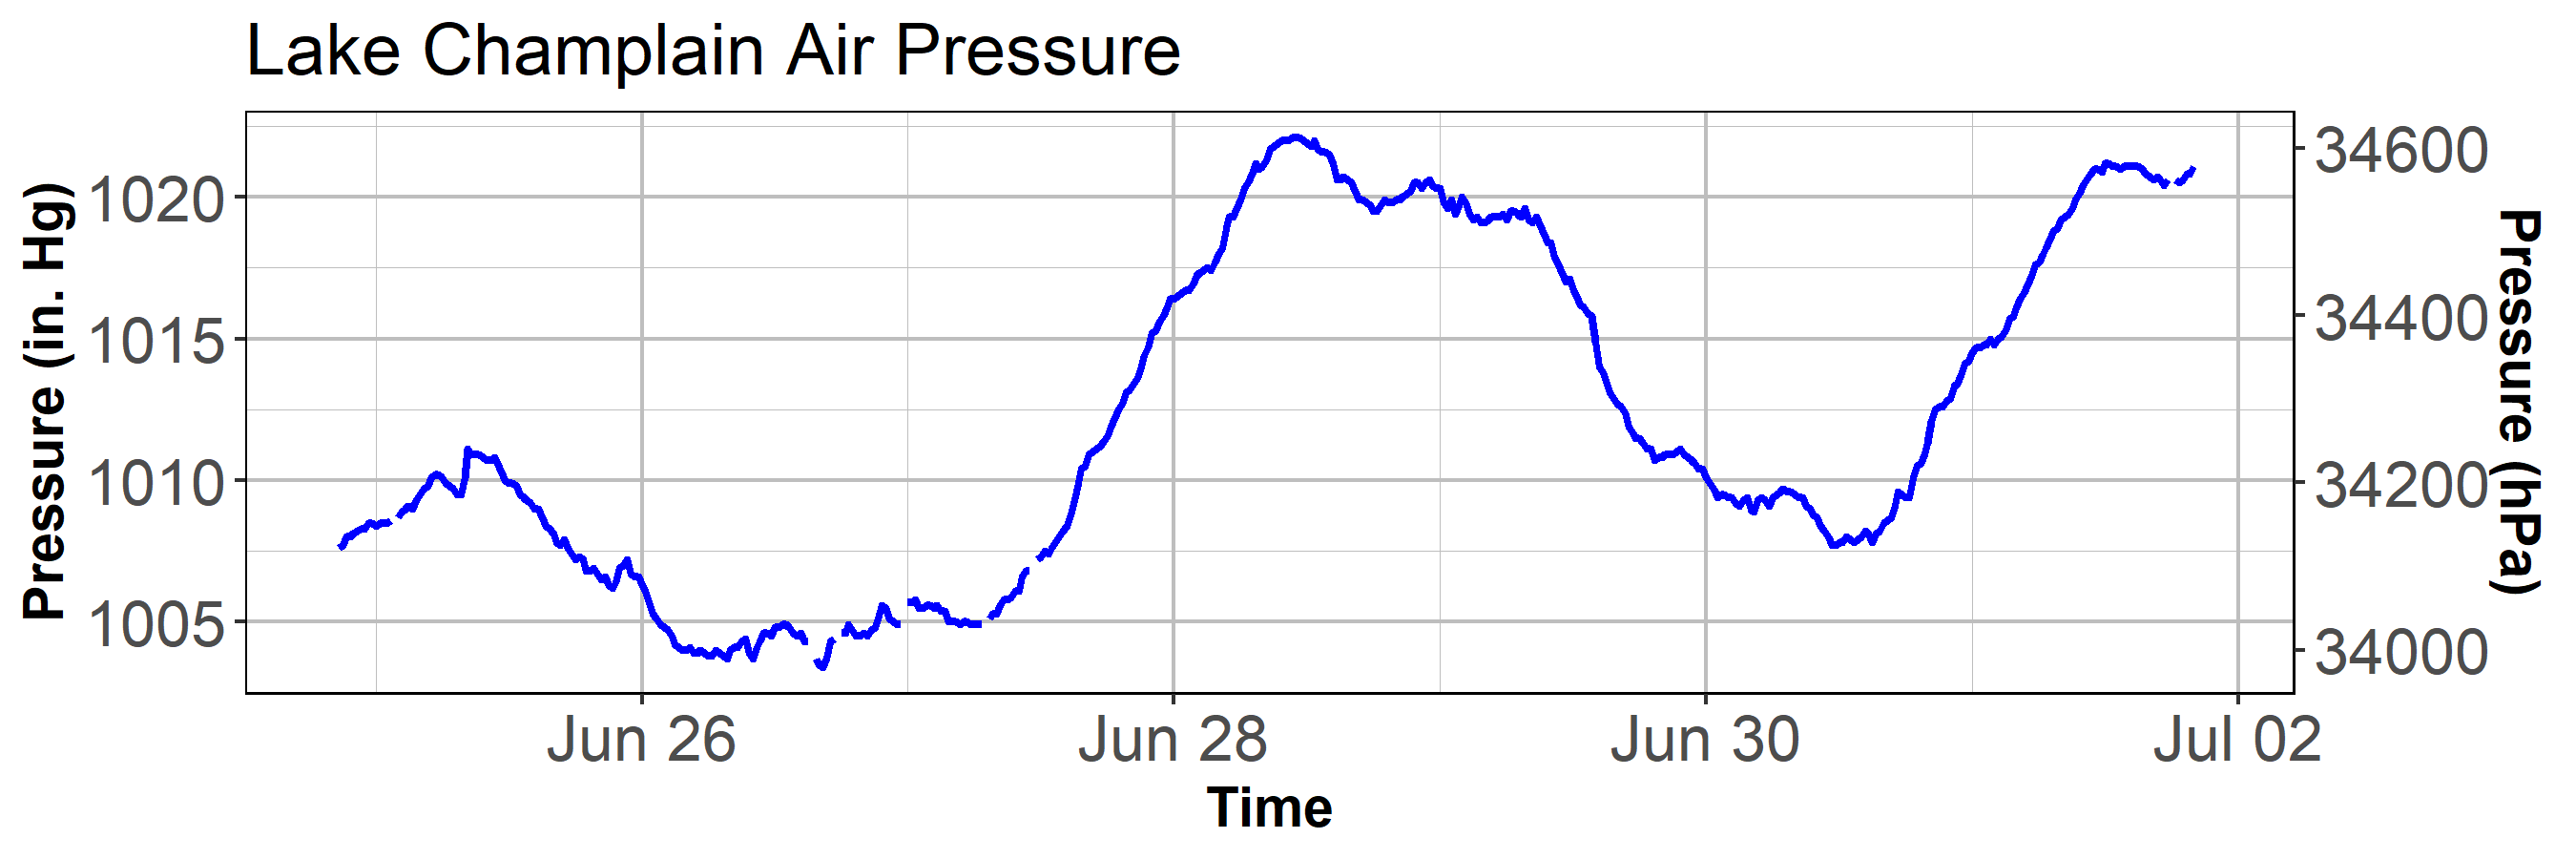 Lake Champlain Air Pressure
Pressure (in. Hg)
1020
1015
1010
1005
34600
34400
34200
34000
Pressure (hPa)
Jun 26 Jun 28 Jun 30 Jul 02
Time